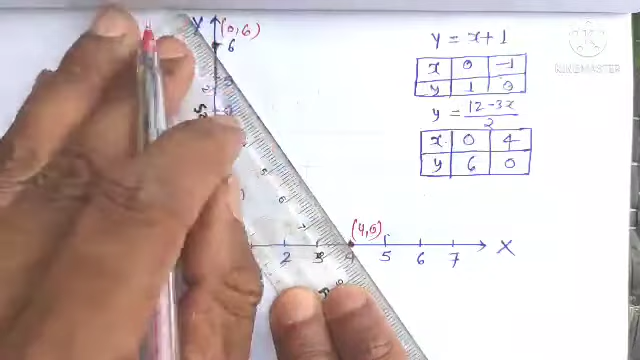 y = x + 1
x 0 -1
y 1 0
y = 12 - 3x / 2
x 0 4
y 6 0
Y (0,6)
6
5
(4,0)
2 3 4 5 6 7 X
KINEMASTER